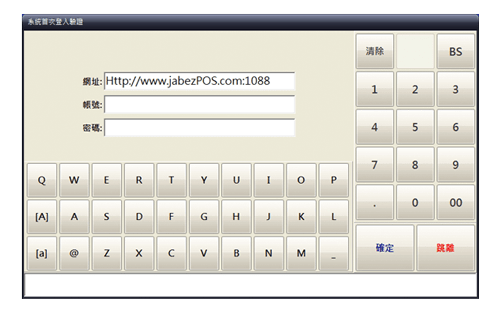 系統首次登入驗證
清除 BS
網址: Http://www.jabezPOS.com:1088
1 2 3
帳號:
密碼:
4 5 6
7 8 9
Q W E R T Y U I O P
. 0 00
[A] A S D F G H J K L
確定 跳離
[a] @ Z X C V B N M _